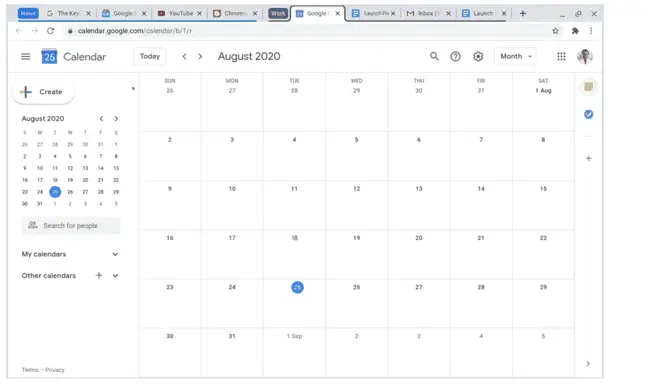 The Key
Google
YouTube
Chrome
Work
Google
Launch Pr
Inbox (1
Launch
calendar.google.com/calendar/b/1/r
25 Calendar Today August 2020 Month
Create
August 2020
S M T W T F S
26 27 28 29 30 31 1
2 3 4 5 6 7 8
9 10 11 12 13 14 15
16 17 18 19 20 21 22
23 24 25 26 27 28 29
30 31 1 2 3 4 5
Search for people
My calendars
Other calendars
Terms – Privacy
SUN MON TUE WED THU FRI SAT
26 27 28 29 30 31 1 Aug
2 3 4 5 6 7 8
9 10 11 12 13 14 15
16 17 18 19 20 21 22
23 24 25 26 27 28 29
30 31 1 Sep 2 3 4 5